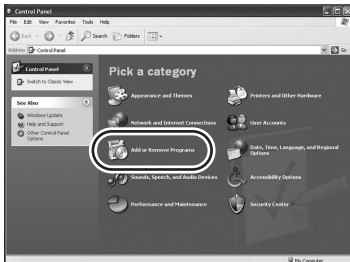 Control Panel
File Edit View Favorites Tools Help
Back Search Folders
Address Control Panel Go
Control Panel
Switch to Classic View
See Also
Windows Update
Help and Support
Other Control Panel Options
Pick a category
Appearance and Themes
Printers and Other Hardware
Network and Internet Connections
User Accounts
Add or Remove Programs
Date, Time, Language, and Regional Options
Sounds, Speech, and Audio Devices
Accessibility Options
Performance and Maintenance
Security Center
My Computer